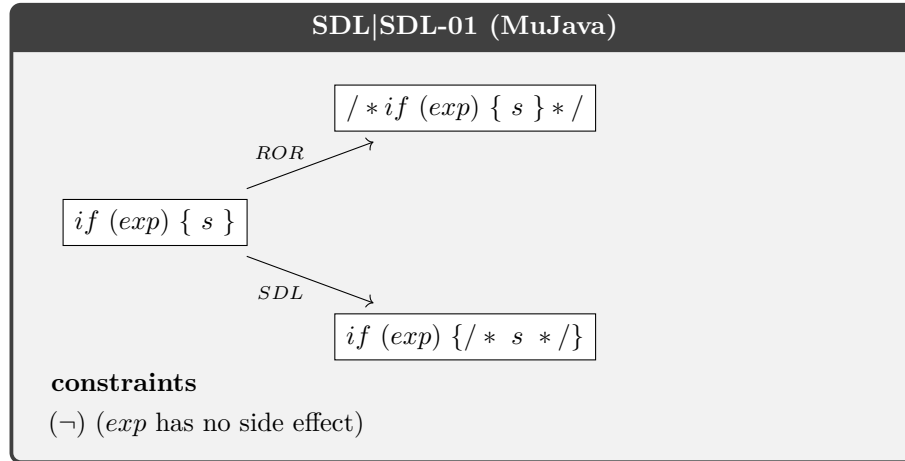 SDL|SDL-01 (MuJava)
/ * if (exp) { s } * /
ROR
if (exp) { s }
SDL
if (exp) {/ * s * /}
constraints
(¬) (exp has no side effect)